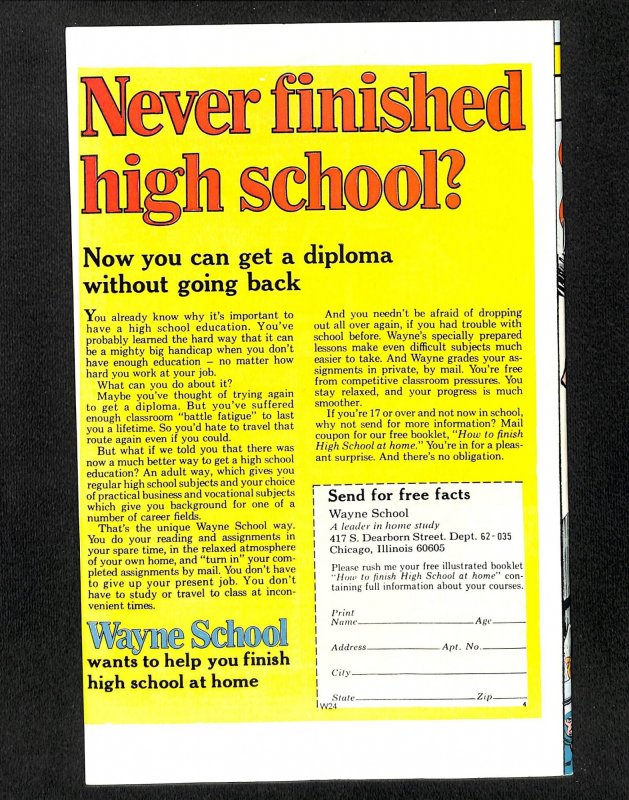 Never finished
high school?
Now you can get a diploma
without going back
You already know why it's important to
have a high school education. You've
probably learned the hard way that it can
be a mighty big handicap when you don't
have enough education – no matter how
hard you work at your job.
What can you do about it?
Maybe you've thought of trying again
to get a diploma. But you've suffered
enough classroom "battle fatigue" to last
you a lifetime. So you'd hate to travel that
route again even if you could.
But what if we told you that there was
now a much better way to get a high school
education? An adult way, which gives you
regular high school subjects and your choice
of practical business and vocational subjects
which give you background for one of a
number of career fields.
That's the unique Wayne School way.
You do your reading and assignments in
your spare time, in the relaxed atmosphere
of your own home, and "turn in" your com-
pleted assignments by mail. You don't have
to give up your present job. You don't
have to study or travel to class at incon-
venient times.
Wayne School
wants to help you finish
high school at home
And you needn't be afraid of dropping
out all over again, if you had trouble with
school before. Wayne's specially prepared
lessons make even difficult subjects much
easier to take. And Wayne grades your as-
signments in private, by mail. You're free
from competitive classroom pressures. You
stay relaxed, and your progress is much
smoother.
If you're 17 or over and not now in school,
why not send for more information? Mail
coupon for our free booklet, "How to finish
High School at home." You're in for a pleas-
ant surprise. And there's no obligation.
Send for free facts
Wayne School
A leader in home study
417 S. Dearborn Street. Dept. 62-035
Chicago, Illinois 60605
Please rush me your free illustrated booklet
"How to finish High School at home" con-
taining full information about your courses.
Print
Name Age
Address Apt. No.
City
State Zip
W24 4